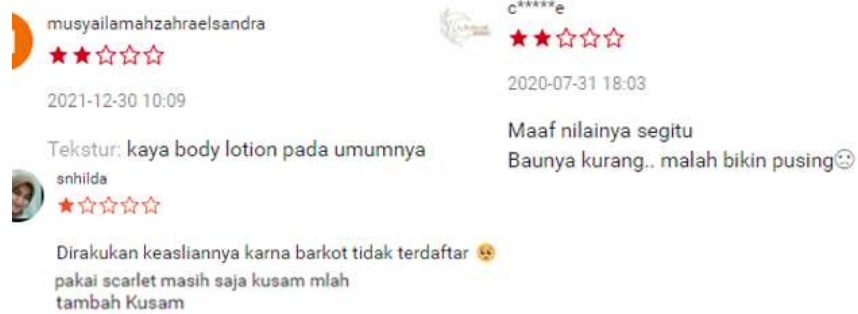 musyailamahzahraelsandra
2021-12-30 10:09
Tekstur: kaya body lotion pada umumnya
snhilda
Dirakukan keasliannya karna barkot tidak terdaftar 🥺
pakai scarlet masih saja kusam mlah
tambah Kusam
c*****e
2020-07-31 18:03
Maaf nilainya segitu
Baunya kurang.. malah bikin pusing☹